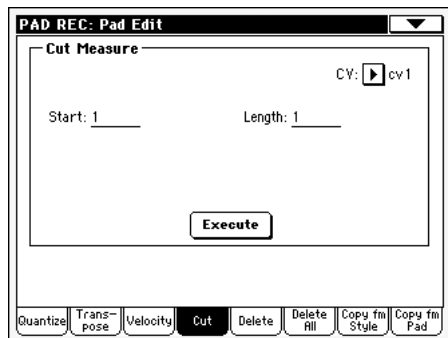 PAD REC: Pad Edit
Cut Measure
CV: cv1
Start: 1 Length: 1
Execute
Quantize Trans-pose Velocity Cut Delete Delete All Copy fm Style Copy fm Pad